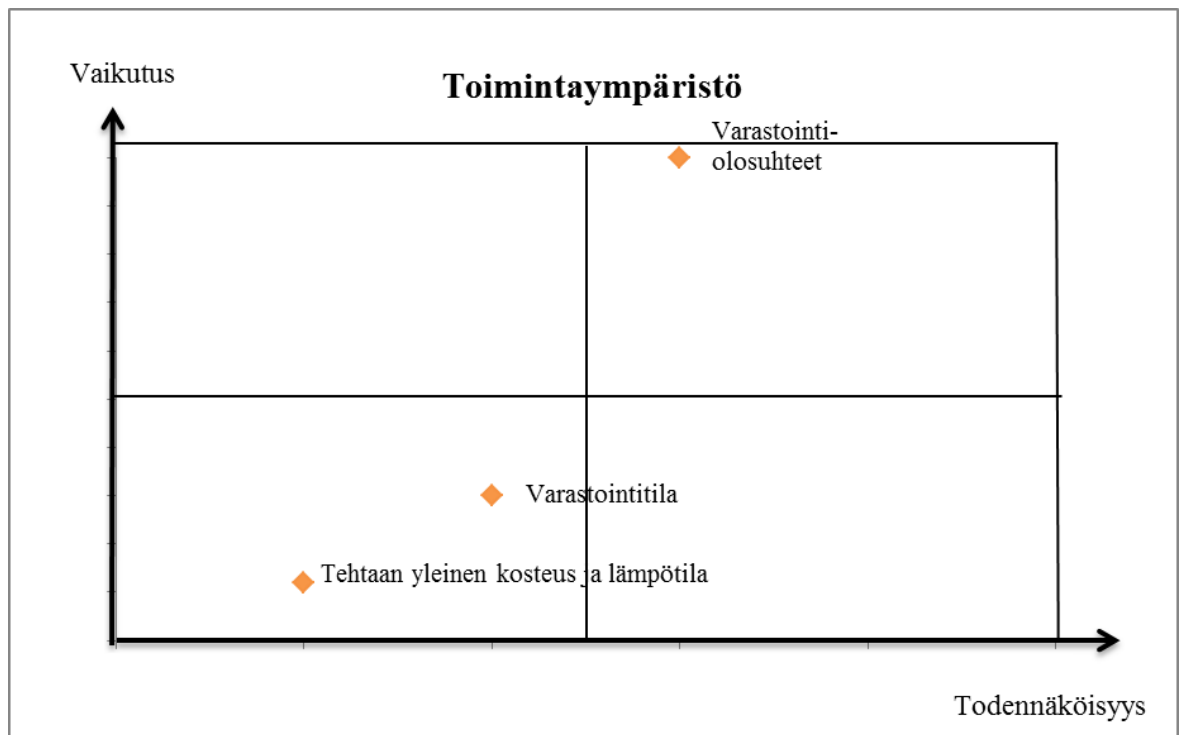 Vaikutus
Toimintaympäristö
Varastointi-
olosuhteet
Varastointitila
Tehtaan yleinen kosteus ja lämpötila
Todennäköisyys